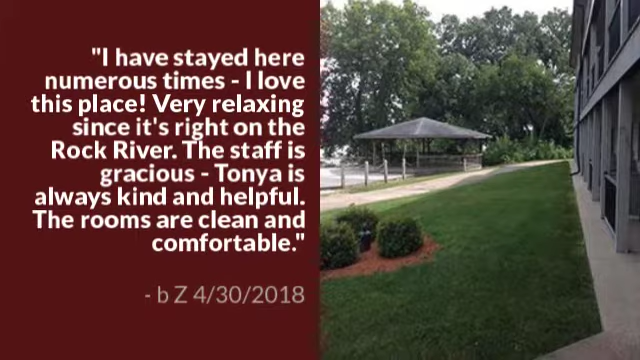 "I have stayed here
numerous times - I love
this place! Very relaxing
since it's right on the
Rock River. The staff is
gracious - Tonya is
always kind and helpful.
The rooms are clean and
comfortable."
- b Z 4/30/2018